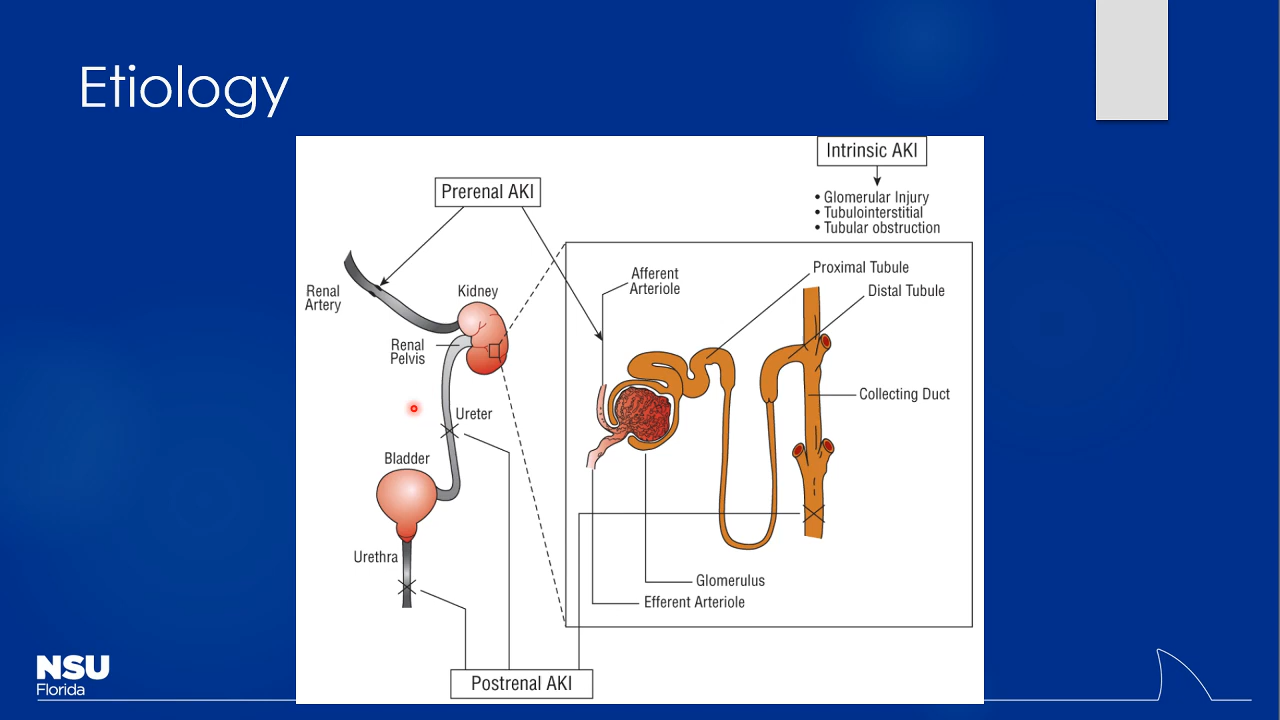 Etiology
Intrinsic AKI
• Glomerular Injury
• Tubulointerstitial
• Tubular obstruction
Prerenal AKI
Renal
Artery
Kidney
Renal
Pelvis
Ureter
Bladder
Urethra
Afferent
Arteriole
Proximal Tubule
Distal Tubule
Collecting Duct
Glomerulus
Efferent Arteriole
Postrenal AKI
NSU
Florida